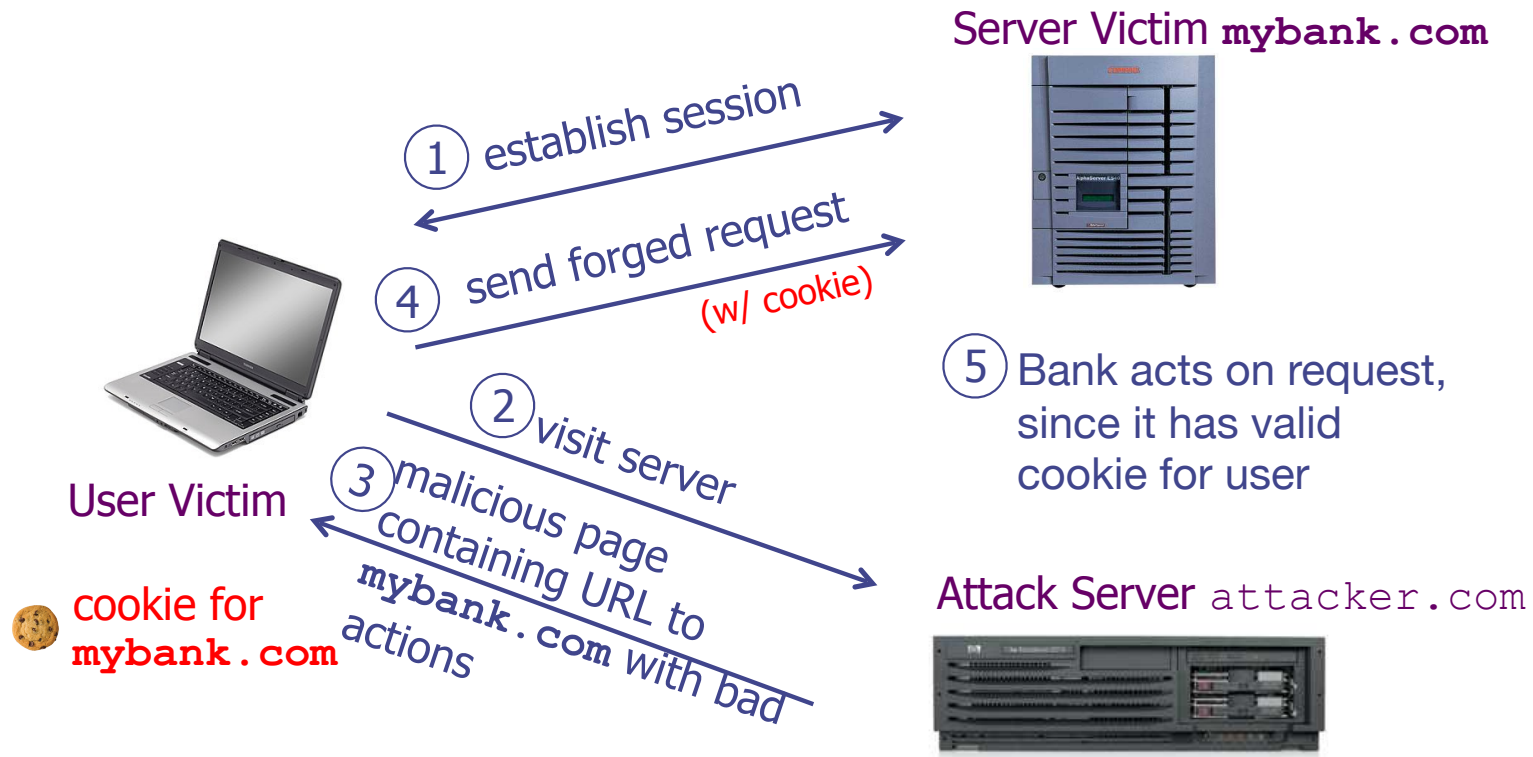 Server Victim mybank.com
1 establish session
4 send forged request
(w/ cookie)
5 Bank acts on request,
since it has valid
cookie for user
2 visit server
3 malicious page
containing URL to
mybank.com with bad
actions
User Victim
cookie for
mybank.com
Attack Server attacker.com